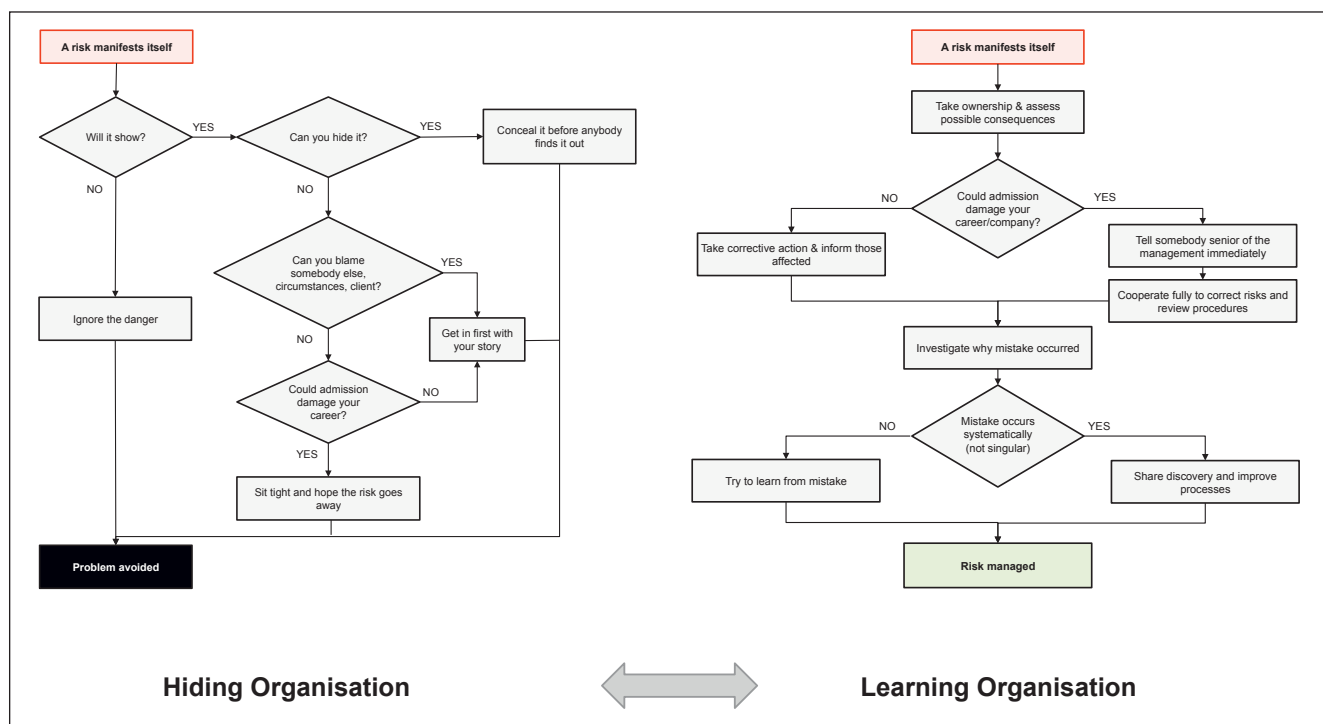 A risk manifests itself
Will it show?
YES
NO
Can you hide it?
YES
NO
Conceal it before anybody
finds it out
Can you blame
somebody else,
circumstances, client?
YES
NO
Ignore the danger
Get in first with
your story
Could admission
damage your
career?
NO
YES
Sit tight and hope the risk goes
away
Problem avoided
Hiding Organisation
A risk manifests itself
Take ownership & assess
possible consequences
Could admission
damage your
career/company?
NO
YES
Take corrective action & inform those
affected
Tell somebody senior of the
management immediately
Cooperate fully to correct risks and
review procedures
Investigate why mistake occurred
Mistake occurs
systematically
(not singular)
NO
YES
Try to learn from mistake
Share discovery and improve
processes
Risk managed
Learning Organisation